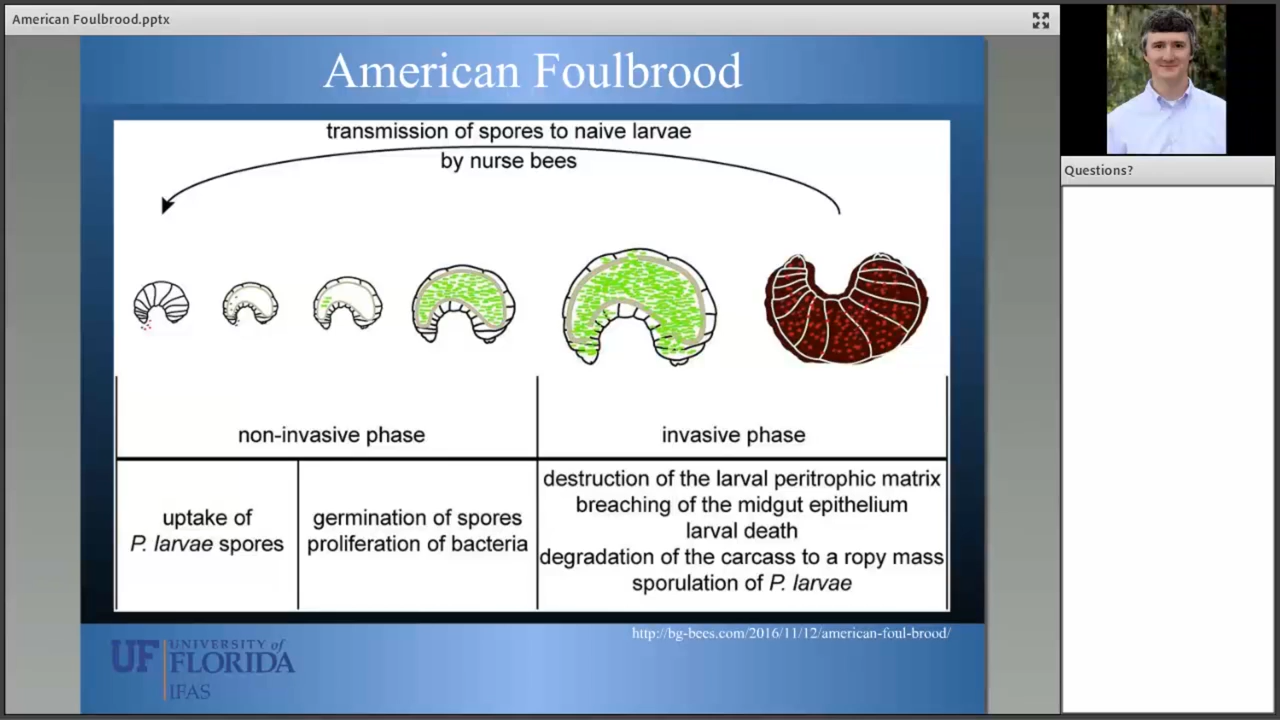 American Foulbrood.pptx
American Foulbrood
transmission of spores to naive larvae
by nurse bees
non-invasive phase
invasive phase
uptake of
P. larvae spores
germination of spores
proliferation of bacteria
destruction of the larval peritrophic matrix
breaching of the midgut epithelium
larval death
degradation of the carcass to a ropy mass
sporulation of P. larvae
http://bg-bees.com/2016/11/12/american-foul-brood/
UF UNIVERSITY of
FLORIDA
IFAS
Questions?